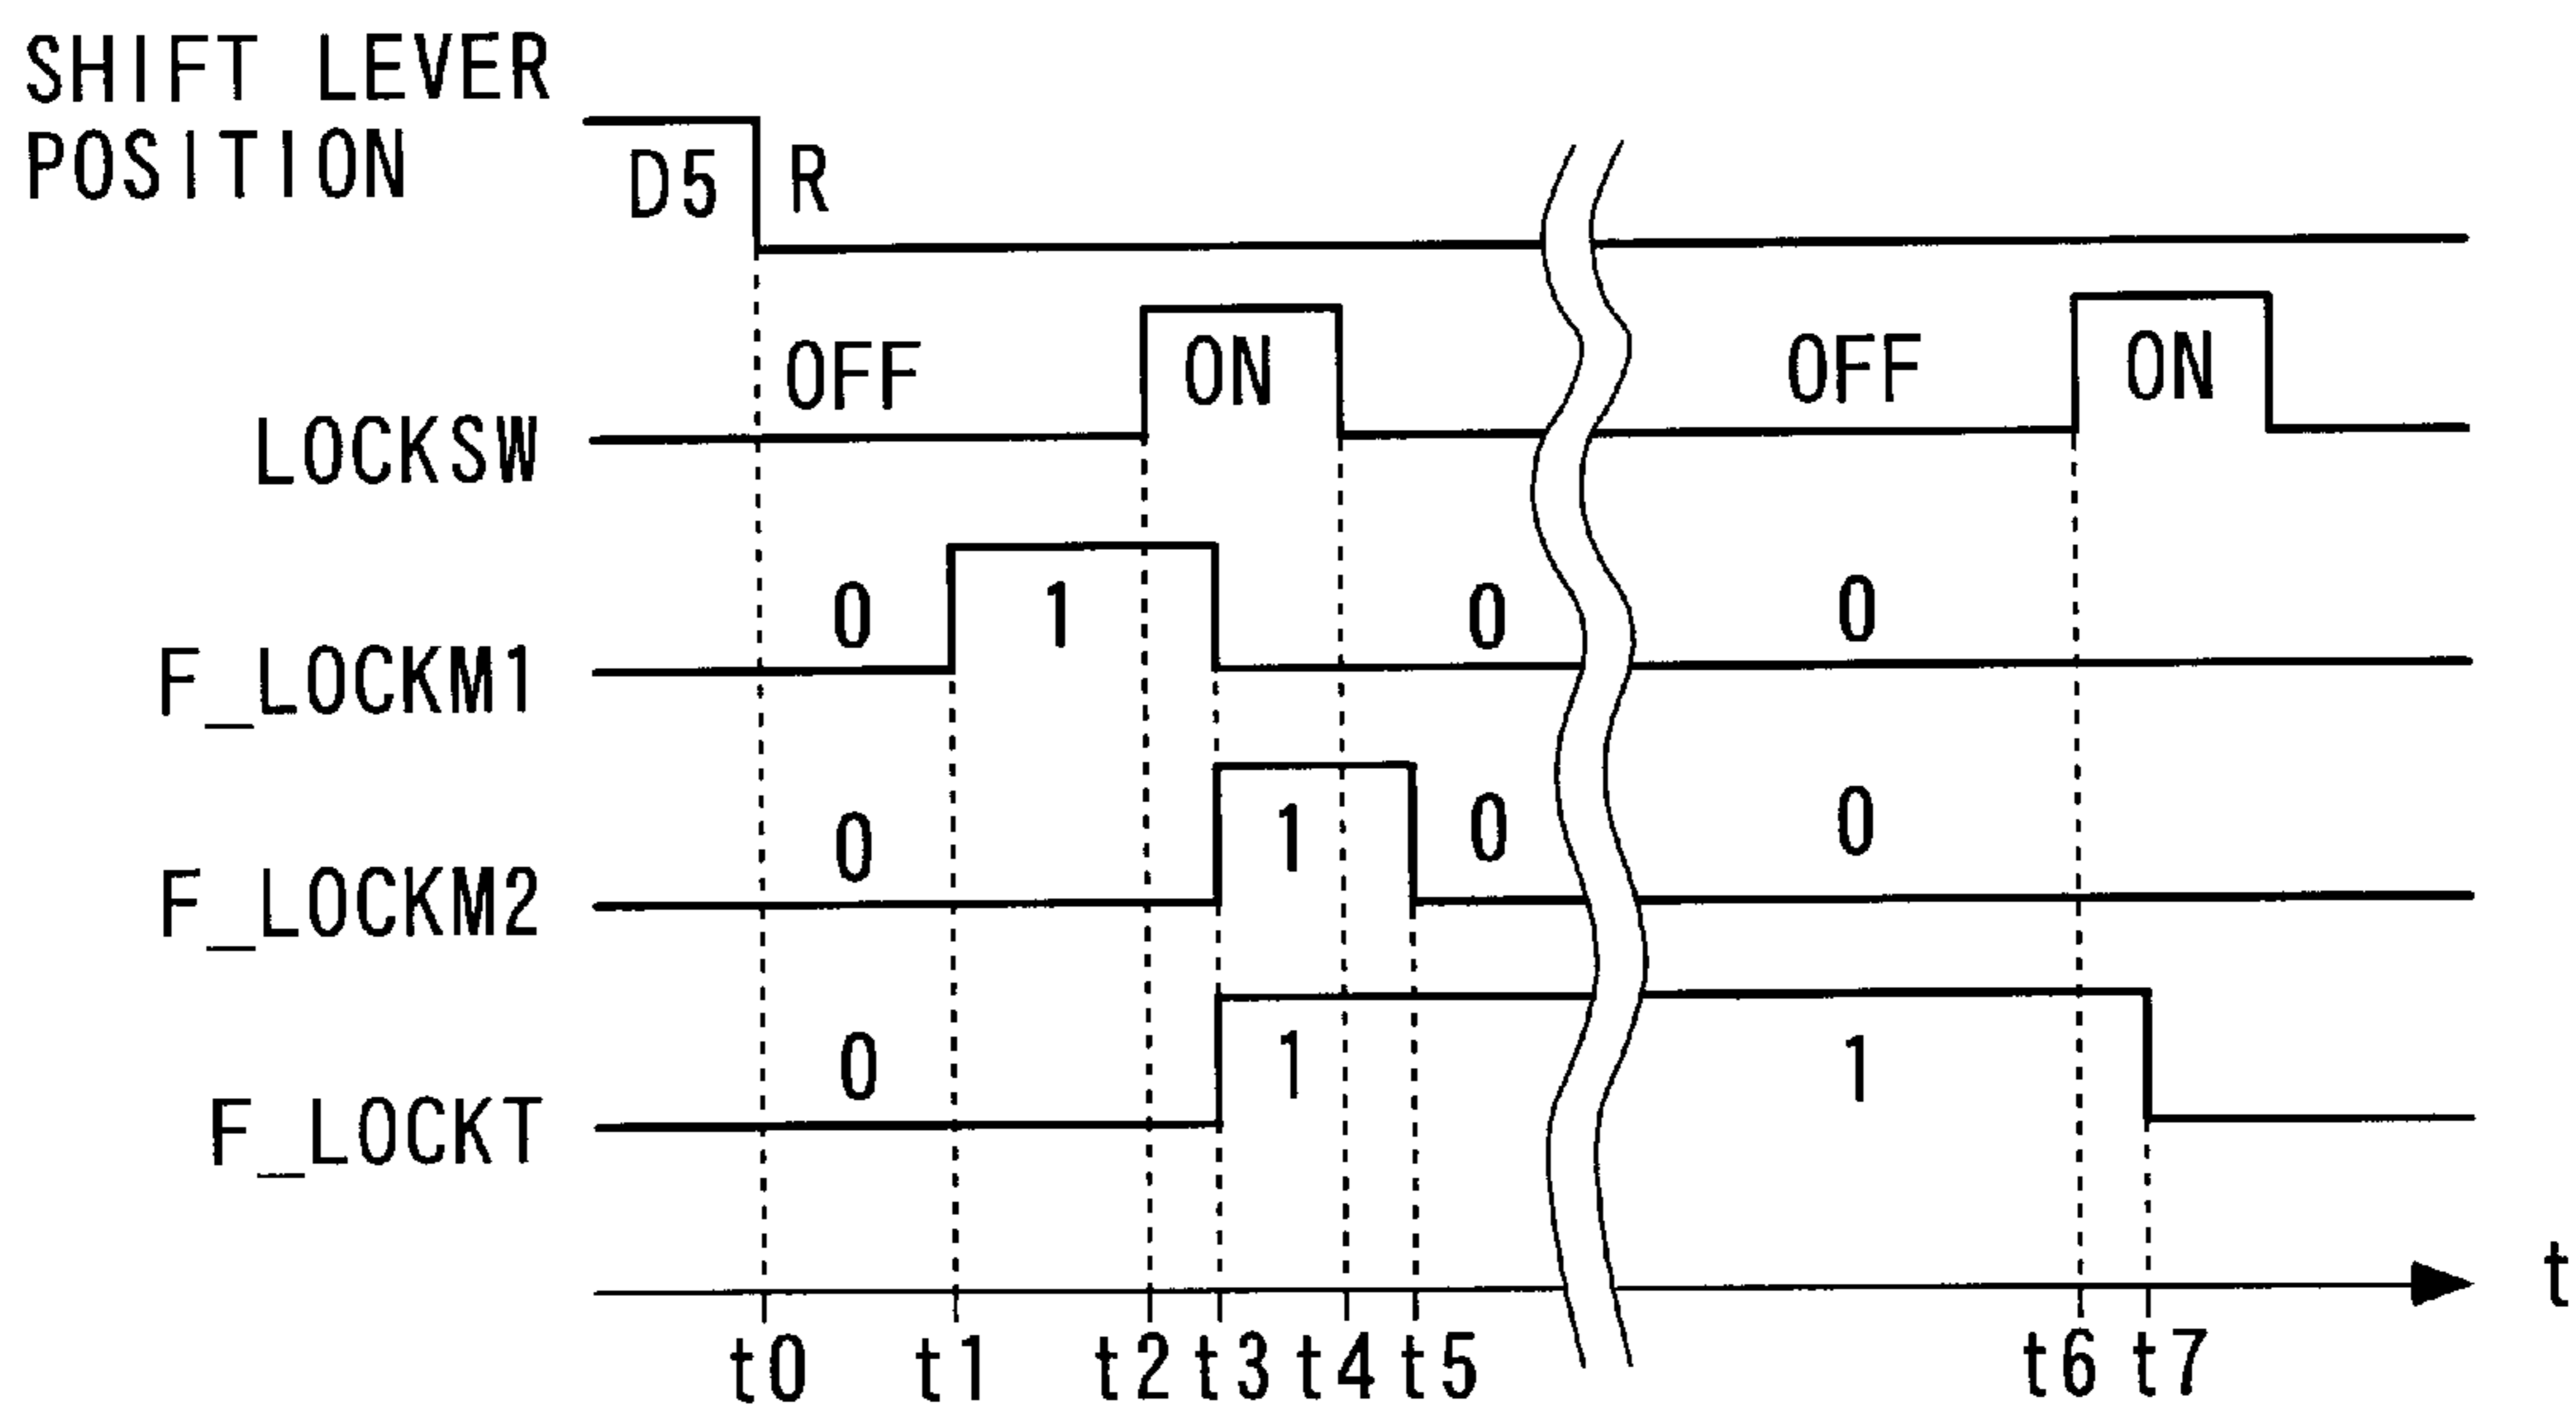 SHIFT LEVER
POSITION
D5 R
OFF ON OFF ON
LOCKSW
0 1 0 0
F_LOCKM1
0 1 0 0
F_LOCKM2
0 1 1
F_LOCKT
t
t0 t1 t2 t3 t4 t5 t6 t7